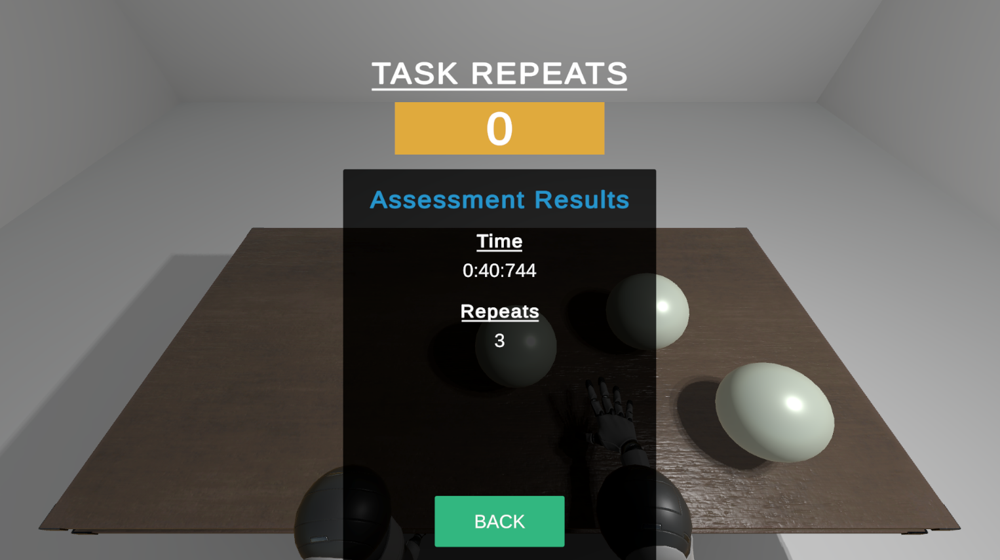 TASK REPEATS
0
Assessment Results
Time
0:40:744
Repeats
3
BACK